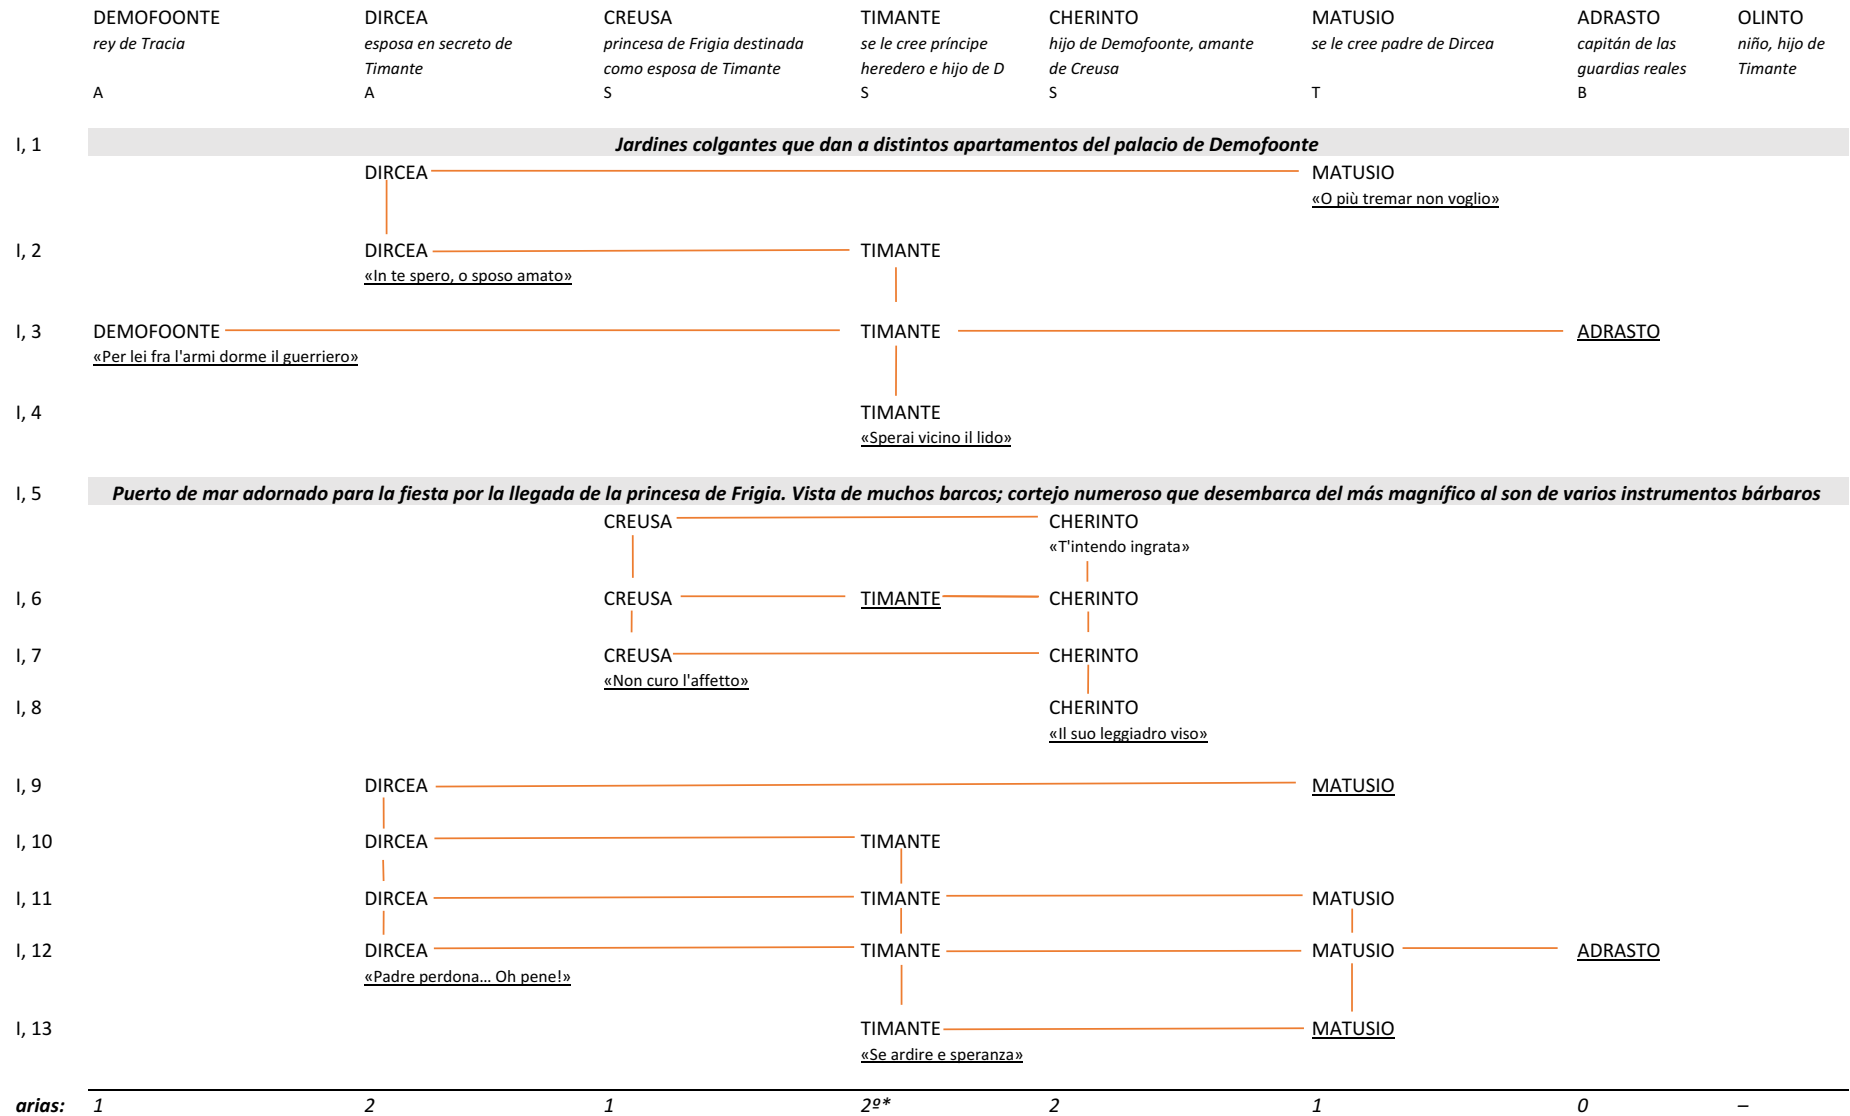 DEMOFOONTE DIRCEA CREUSA TIMANTE CHERINTO MATUSIO ADRASTO OLINTO
rey de Tracia esposa en secreto de princesa de Frigia destinada se le cree príncipe hijo de Demofoonte, amante se le cree padre de Dircea capitán de las niño, hijo de
Timante como esposa de Timante heredero e hijo de D de Creusa guardias reales Timante
A A S S S T B
I, 1 Jardines colgantes que dan a distintos apartamentos del palacio de Demofoonte
DIRCEA MATUSIO
«O più tremar non voglio»
I, 2 DIRCEA TIMANTE
«In te spero, o sposo amato»
I, 3 DEMOFOONTE TIMANTE ADRASTO
«Per lei fra l'armi dorme il guerriero»
I, 4 TIMANTE
«Sperai vicino il lido»
I, 5 Puerto de mar adornado para la fiesta por la llegada de la princesa de Frigia. Vista de muchos barcos; cortejo numeroso que desembarca del más magnífico al son de varios instrumentos bárbaros
CREUSA CHERINTO
«T'intendo ingrata»
I, 6 CREUSA TIMANTE CHERINTO
I, 7 CREUSA CHERINTO
«Non curo l'affetto»
I, 8 CHERINTO
«Il suo leggiadro viso»
I, 9 DIRCEA MATUSIO
I, 10 DIRCEA TIMANTE
I, 11 DIRCEA TIMANTE MATUSIO
I, 12 DIRCEA TIMANTE MATUSIO ADRASTO
«Padre perdona... Oh pene!»
I, 13 TIMANTE MATUSIO
«Se ardire e speranza»
arias: 1 2 1 2º* 2 1 0 –